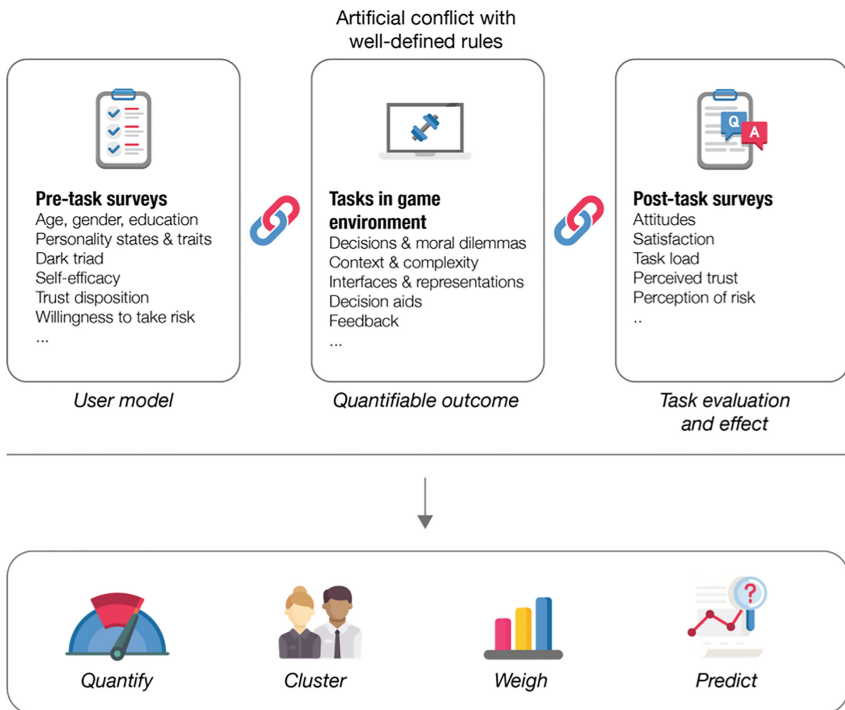 Artificial conflict with
well-defined rules
Pre-task surveys
Age, gender, education
Personality states & traits
Dark triad
Self-efficacy
Trust disposition
Willingness to take risk
...
User model
Tasks in game
environment
Decisions & moral dilemmas
Context & complexity
Interfaces & representations
Decision aids
Feedback
...
Quantifiable outcome
Q
A
Post-task surveys
Attitudes
Satisfaction
Task load
Perceived trust
Perception of risk
..
Task evaluation
and effect
?
Quantify
Cluster
Weigh
Predict